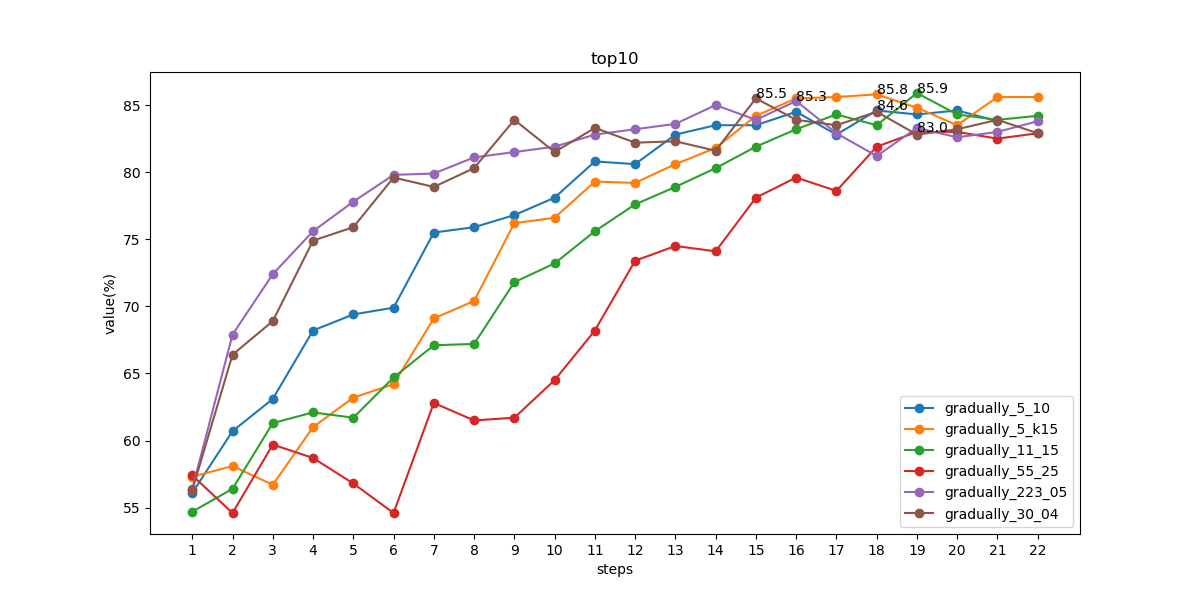 top10
value(%)
85
80
75
70
65
60
55
85.5
85.3
85.8
84.6
85.9
83.0
gradually_5_10
gradually_5_k15
gradually_11_15
gradually_55_25
gradually_223_05
gradually_30_04
1 2 3 4 5 6 7 8 9 10 11 12 13 14 15 16 17 18 19 20 21 22
steps